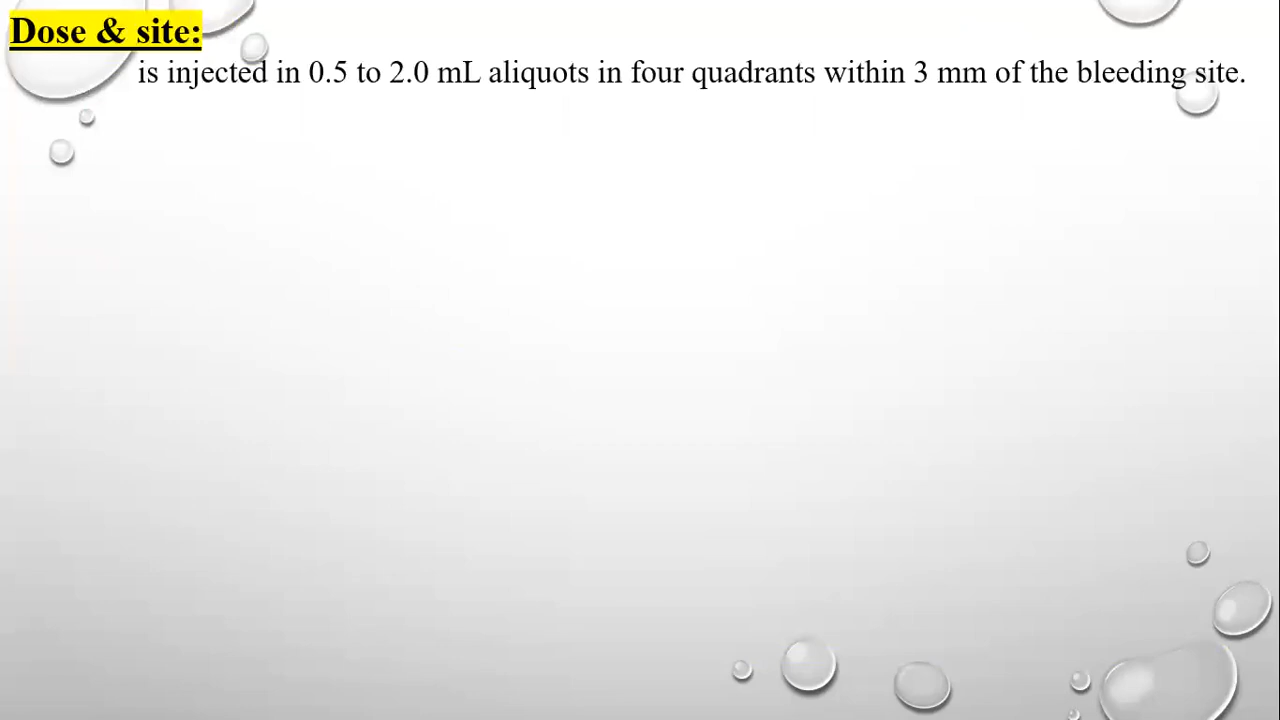 Dose & site:
is injected in 0.5 to 2.0 mL aliquots in four quadrants within 3 mm of the bleeding site.